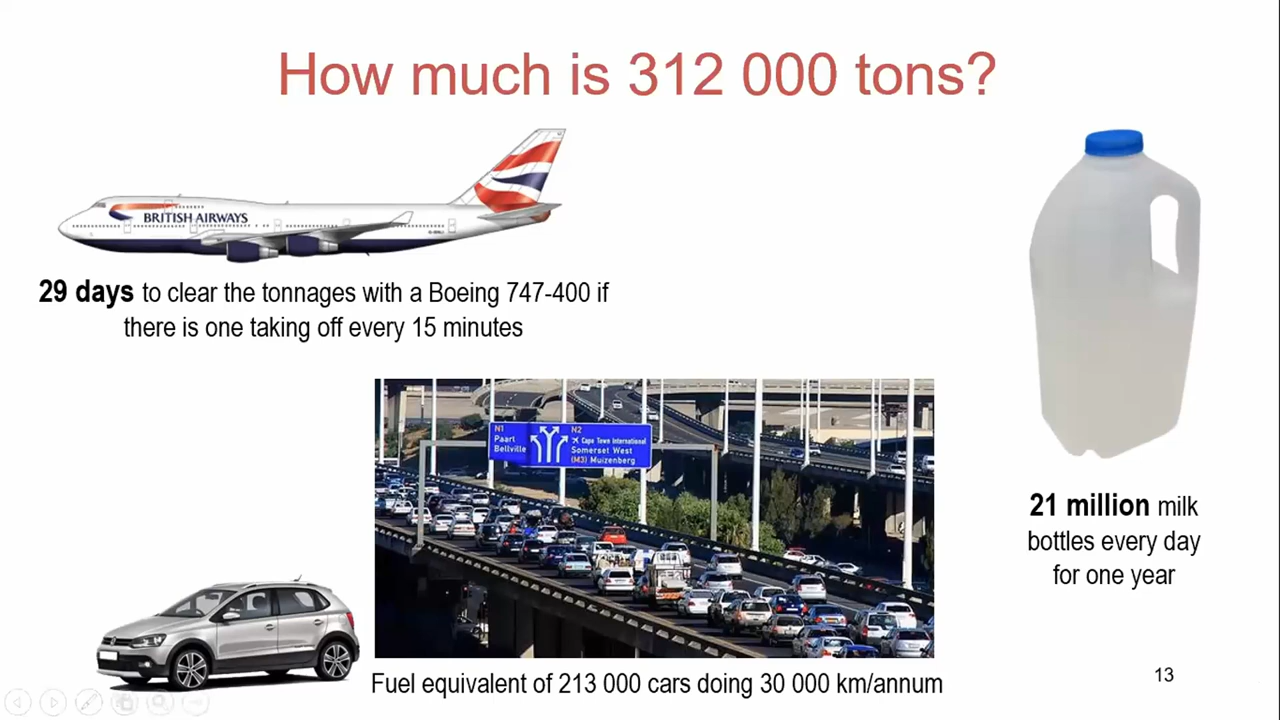 How much is 312 000 tons?
BRITISH AIRWAYS
29 days to clear the tonnages with a Boeing 747-400 if
there is one taking off every 15 minutes
N1
Paarl
Bellville
N2
Cape Town International
Somerset West
(M3) Muizenberg
21 million milk
bottles every day
for one year
Fuel equivalent of 213 000 cars doing 30 000 km/annum
13